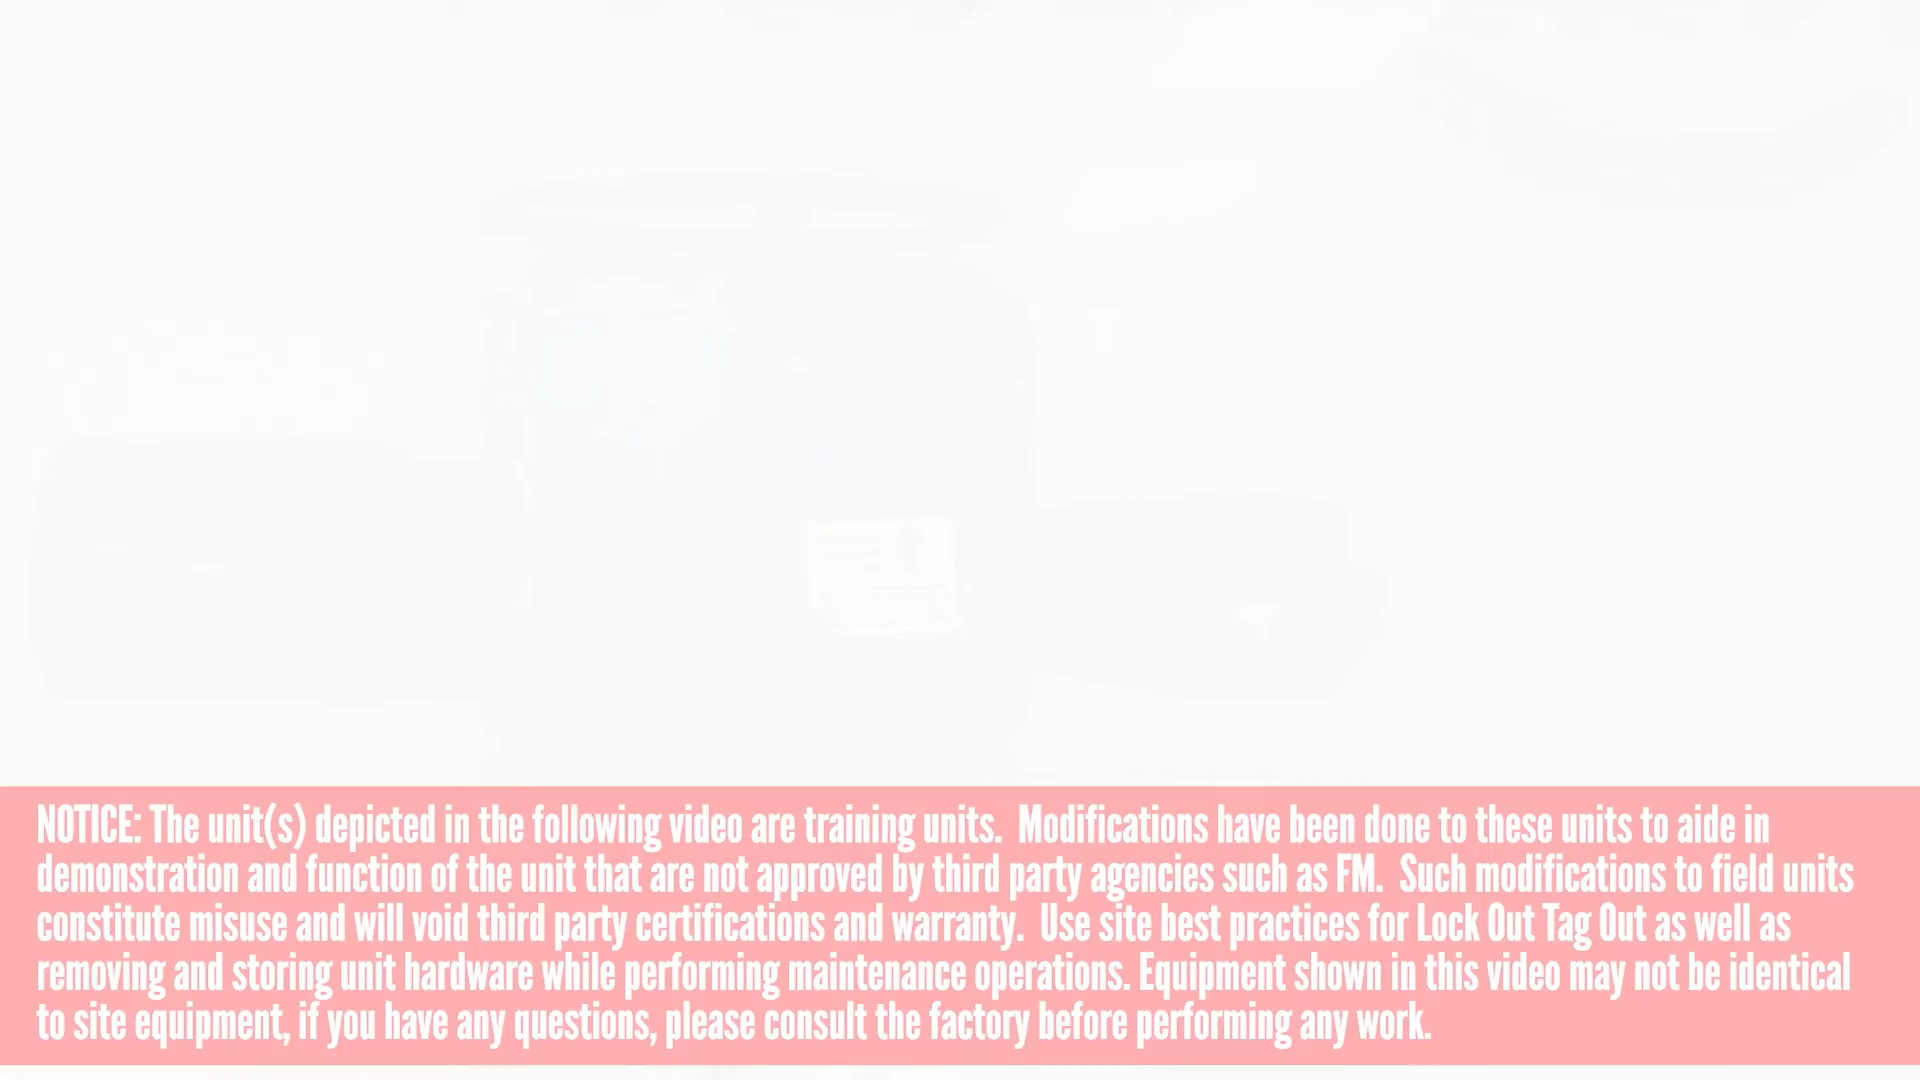 NOTICE: The unit(s) depicted in the following video are training units.  Modifications have been done to these units to aide in
demonstration and function of the unit that are not approved by third party agencies such as FM.  Such modifications to field units
constitute misuse and will void third party certifications and warranty.  Use site best practices for Lock Out Tag Out as well as
removing and storing unit hardware while performing maintenance operations. Equipment shown in this video may not be identical
to site equipment, if you have any questions, please consult the factory before performing any work.